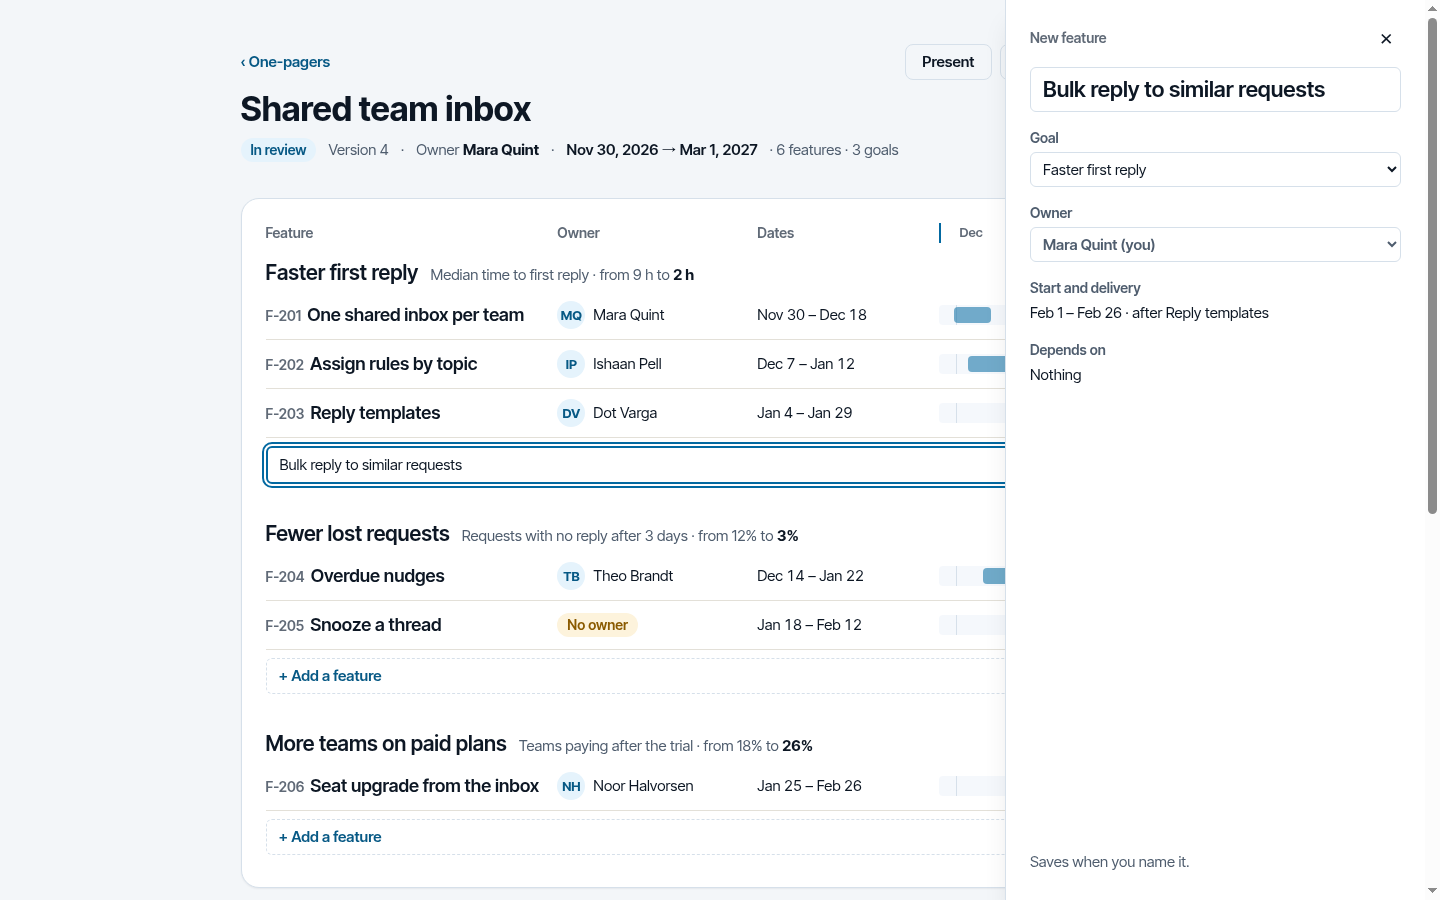 ‹ One-pagers
Present
Shared team inbox
In review Version 4 · Owner Mara Quint · Nov 30, 2026 → Mar 1, 2027 · 6 features · 3 goals
Feature Owner Dates Dec
Faster first reply Median time to first reply · from 9 h to 2 h
F-201 One shared inbox per team MQ Mara Quint Nov 30 – Dec 18
F-202 Assign rules by topic IP Ishaan Pell Dec 7 – Jan 12
F-203 Reply templates DV Dot Varga Jan 4 – Jan 29
Bulk reply to similar requests
Fewer lost requests Requests with no reply after 3 days · from 12% to 3%
F-204 Overdue nudges TB Theo Brandt Dec 14 – Jan 22
F-205 Snooze a thread No owner Jan 18 – Feb 12
+ Add a feature
More teams on paid plans Teams paying after the trial · from 18% to 26%
F-206 Seat upgrade from the inbox NH Noor Halvorsen Jan 25 – Feb 26
+ Add a feature
New feature ×
Bulk reply to similar requests
Goal
Faster first reply
Owner
Mara Quint (you)
Start and delivery
Feb 1 – Feb 26 · after Reply templates
Depends on
Nothing
Saves when you name it.